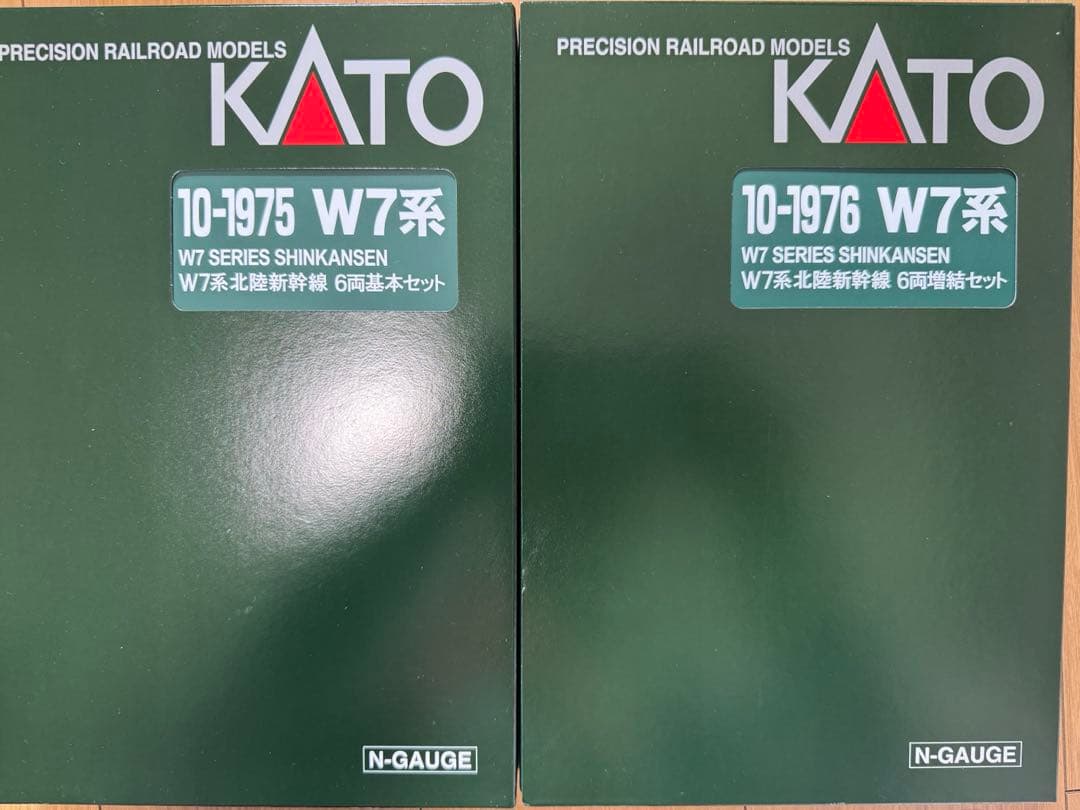 PRECISION RAILROAD MODELS
KATO
10-1975 W7系
W7 SERIES SHINKANSEN
W7系北陸新幹線 6両基本セット
N-GAUGE
PRECISION RAILROAD MODELS
KATO
10-1976 W7系
W7 SERIES SHINKANSEN
W7系北陸新幹線 6両増結セット
N-GAUGE